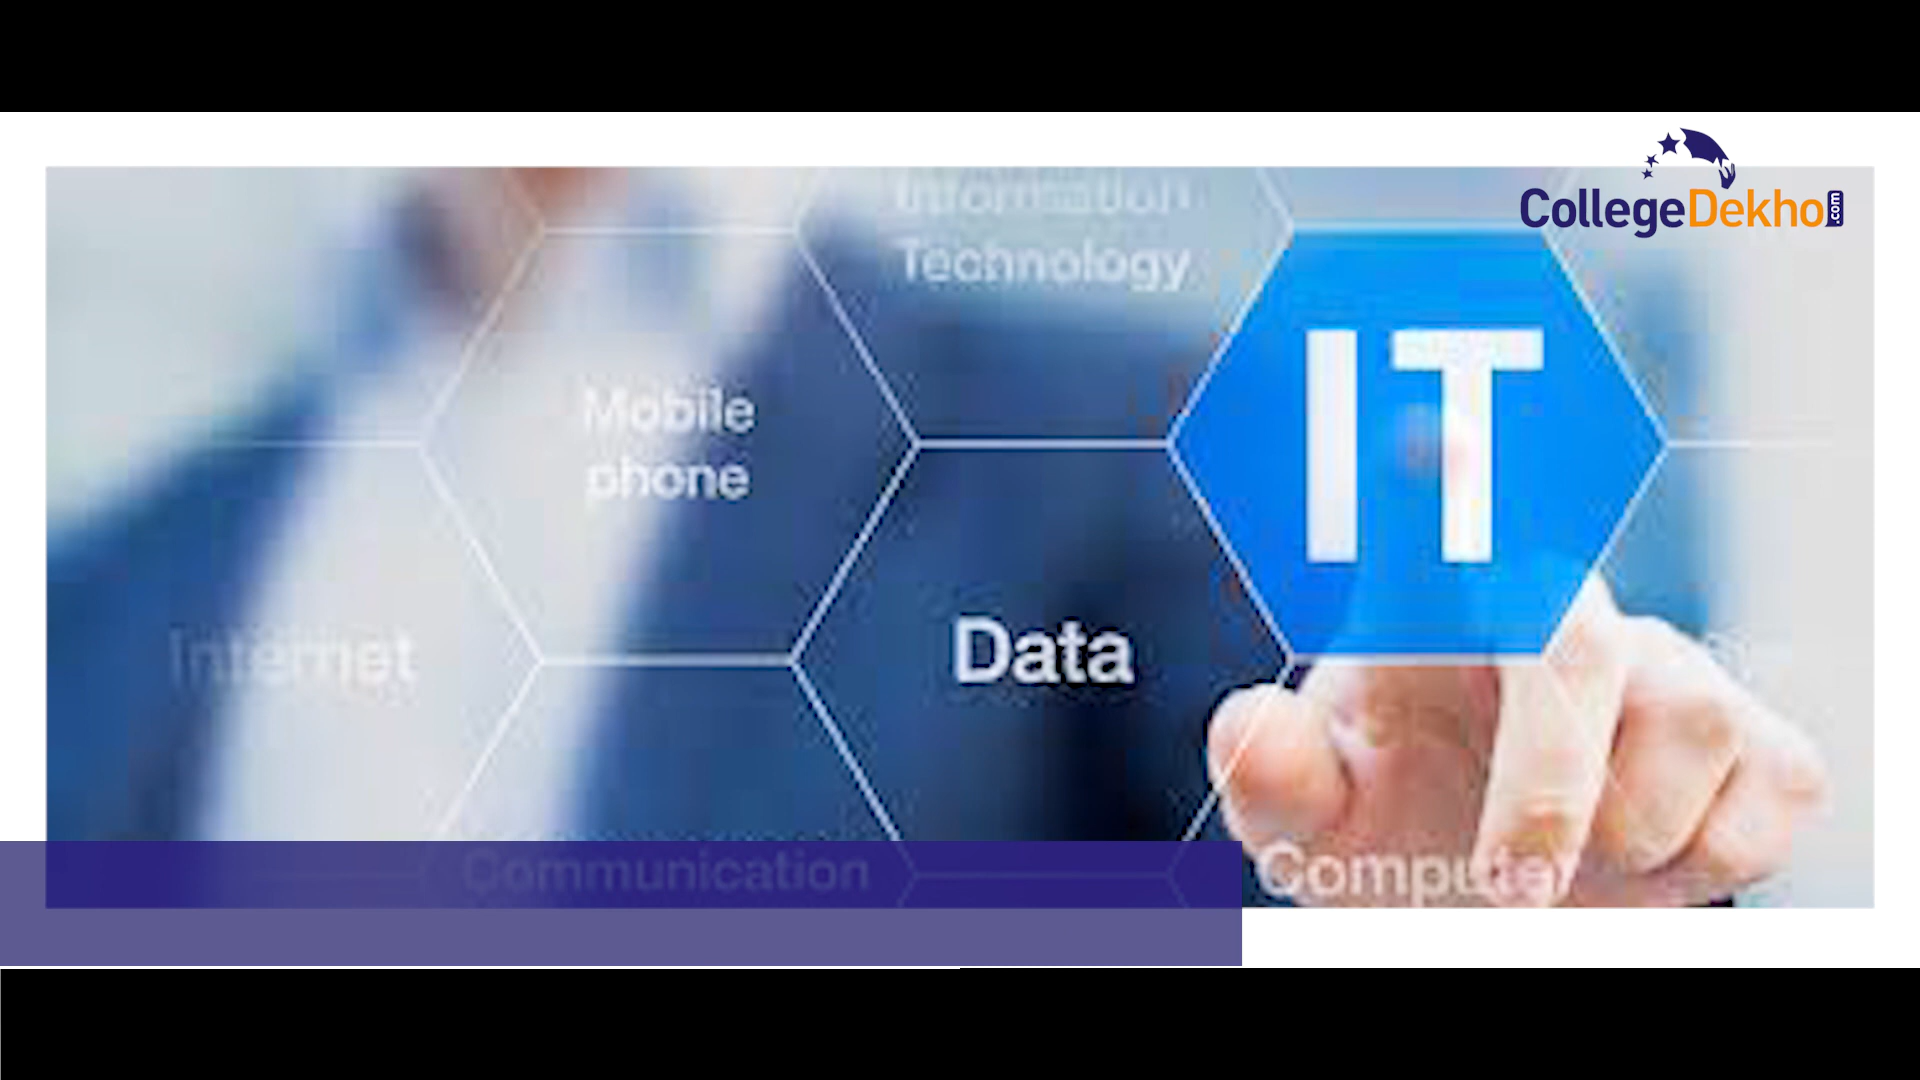 CollegeDekho.com
Information
Technology
IT
Mobile
phone
Data
Internet
Communication
Computer